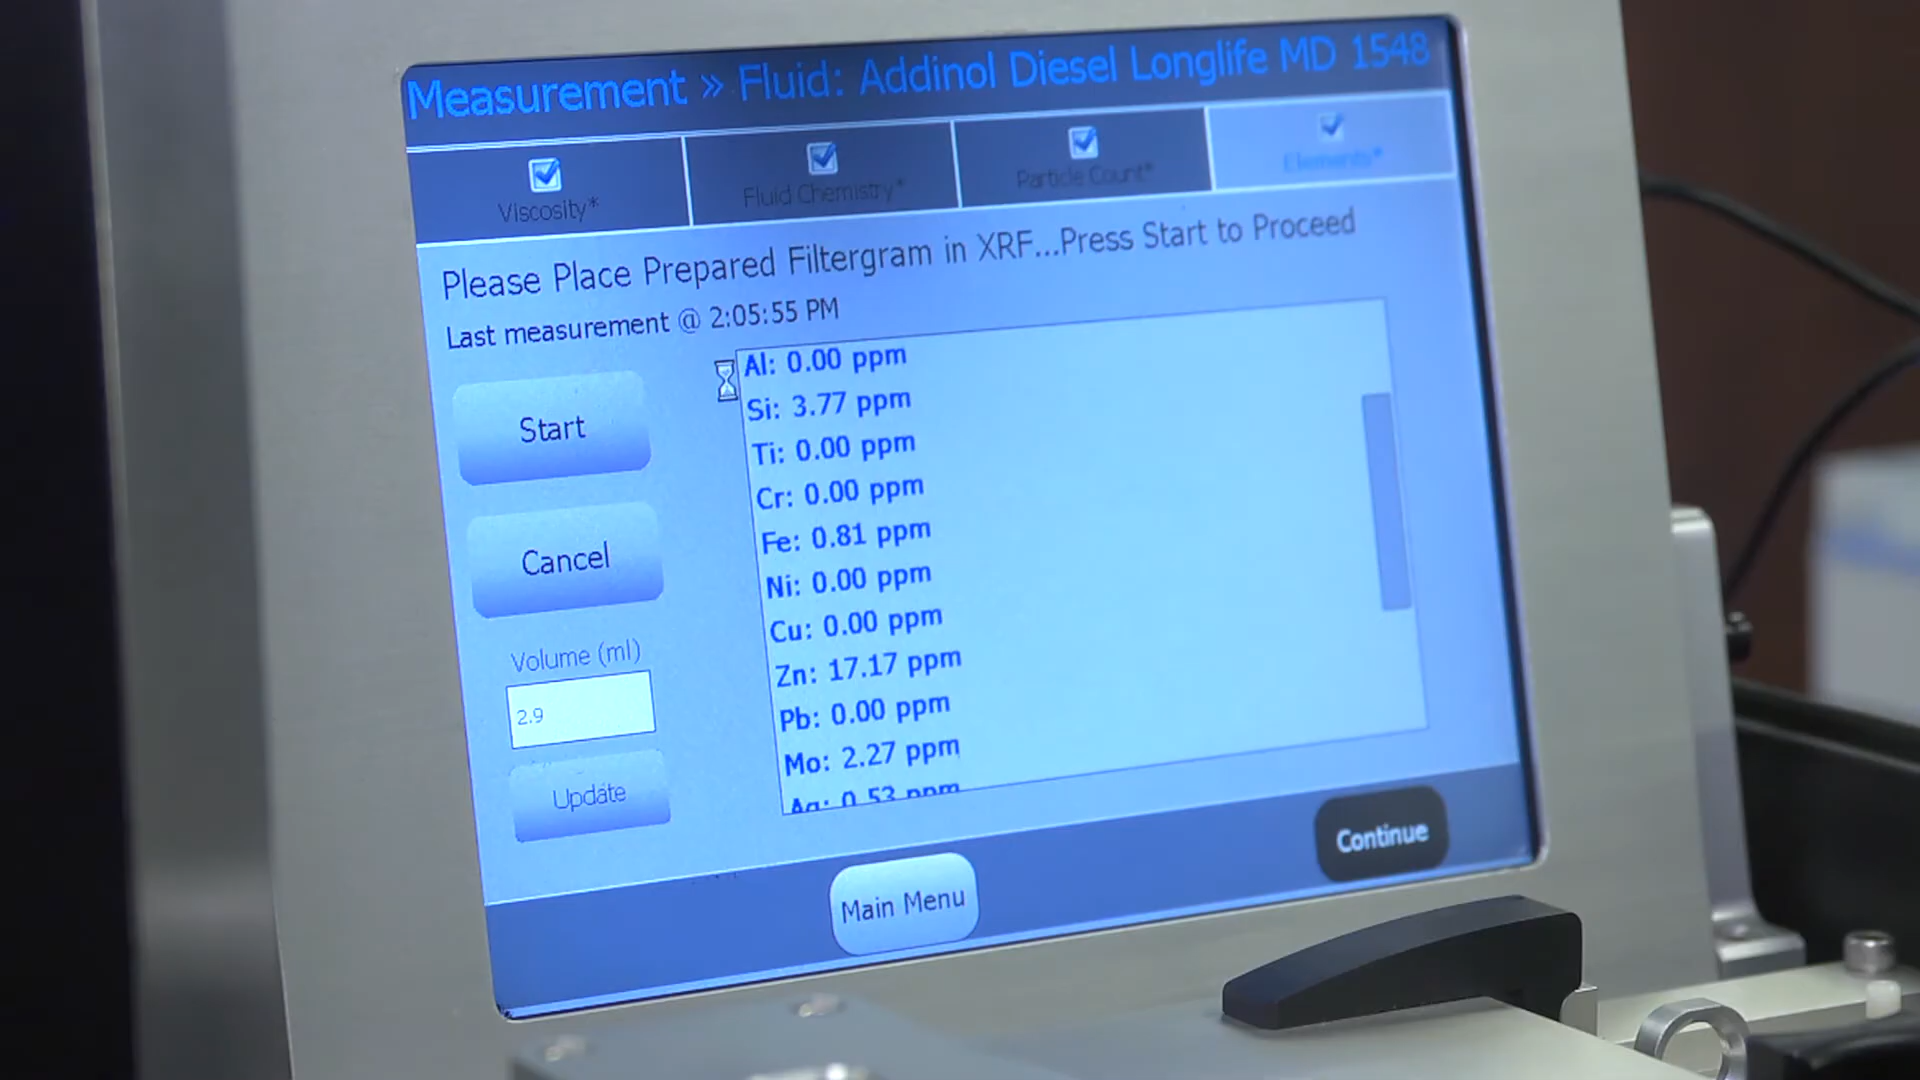 Measurement » Fluid: Addinol Diesel Longlife MD 1548
Viscosity*
Fluid Chemistry*
Particle Count*
Elements*
Please Place Prepared Filtergram in XRF...Press Start to Proceed
Last measurement @ 2:05:55 PM
Start
Cancel
Volume (ml)
2.9
Update
Al: 0.00 ppm
Si: 3.77 ppm
Ti: 0.00 ppm
Cr: 0.00 ppm
Fe: 0.81 ppm
Ni: 0.00 ppm
Cu: 0.00 ppm
Zn: 17.17 ppm
Pb: 0.00 ppm
Mo: 2.27 ppm
Ag: 0.53 ppm
Main Menu
Continue